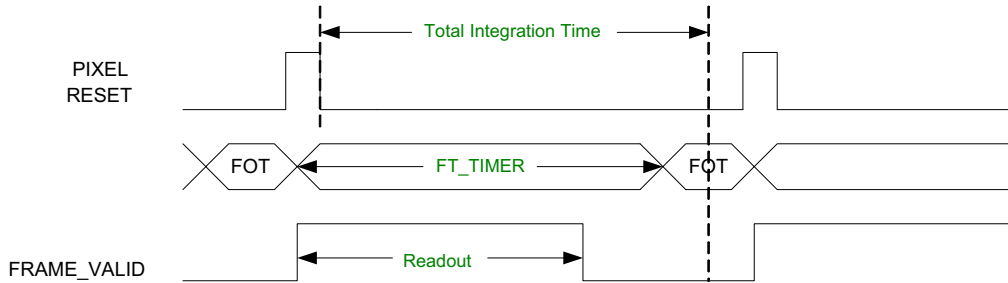 Total Integration Time
PIXEL
RESET
FOT
FT_TIMER
FOT
FRAME_VALID
Readout